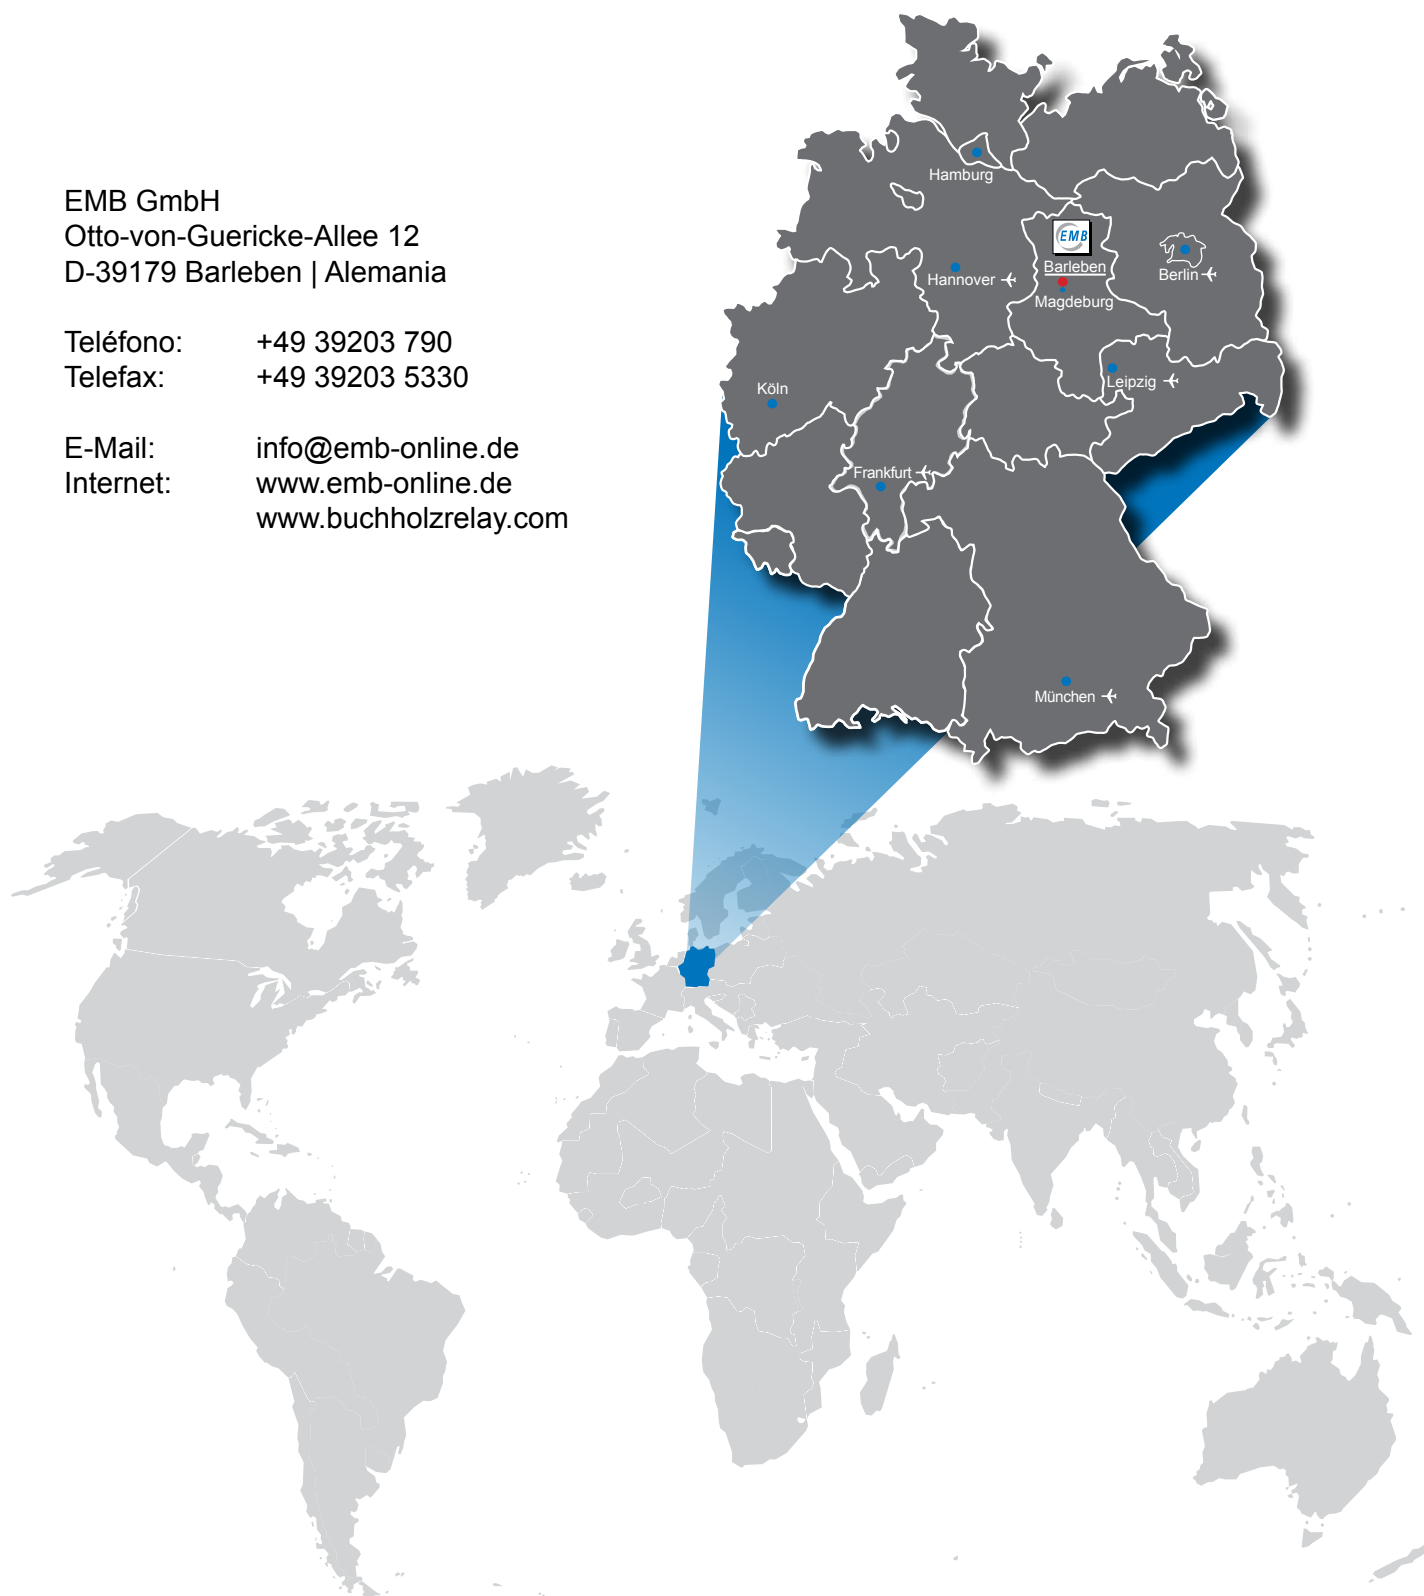 EMB GmbH
Otto-von-Guericke-Allee 12
D-39179 Barleben | Alemania
Teléfono: +49 39203 790
Telefax: +49 39203 5330
E-Mail: info@emb-online.de
Internet: www.emb-online.de
www.buchholzrelay.com
Hamburg
EMB
Barleben
Magdeburg
Hannover
Berlin
Leipzig
Köln
Frankfurt
München